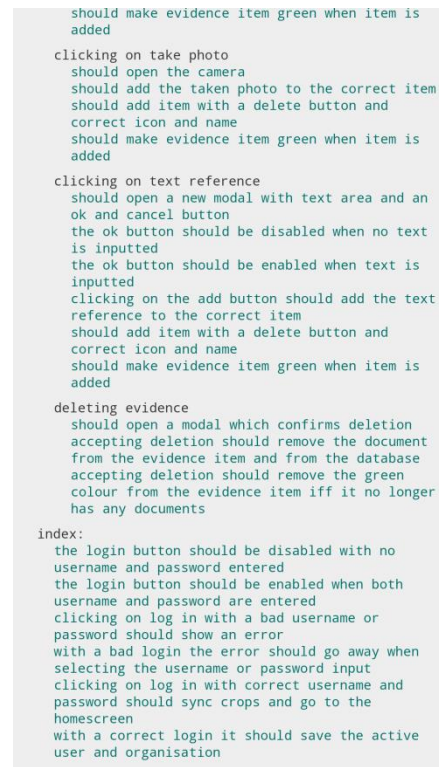 should make evidence item green when item is
added
clicking on take photo
should open the camera
should add the taken photo to the correct item
should add item with a delete button and
correct icon and name
should make evidence item green when item is
added
clicking on text reference
should open a new modal with text area and an
ok and cancel button
the ok button should be disabled when no text
is inputted
the ok button should be enabled when text is
inputted
clicking on the add button should add the text
reference to the correct item
should add item with a delete button and
correct icon and name
should make evidence item green when item is
added
deleting evidence
should open a modal which confirms deletion
accepting deletion should remove the document
from the evidence item and from the database
accepting deletion should remove the green
colour from the evidence item iff it no longer
has any documents
index:
the login button should be disabled with no
username and password entered
the login button should be enabled when both
username and password are entered
clicking on log in with a bad username or
password should show an error
with a bad login the error should go away when
selecting the username or password input
clicking on log in with correct username and
password should sync crops and go to the
homescreen
with a correct login it should save the active
user and organisation